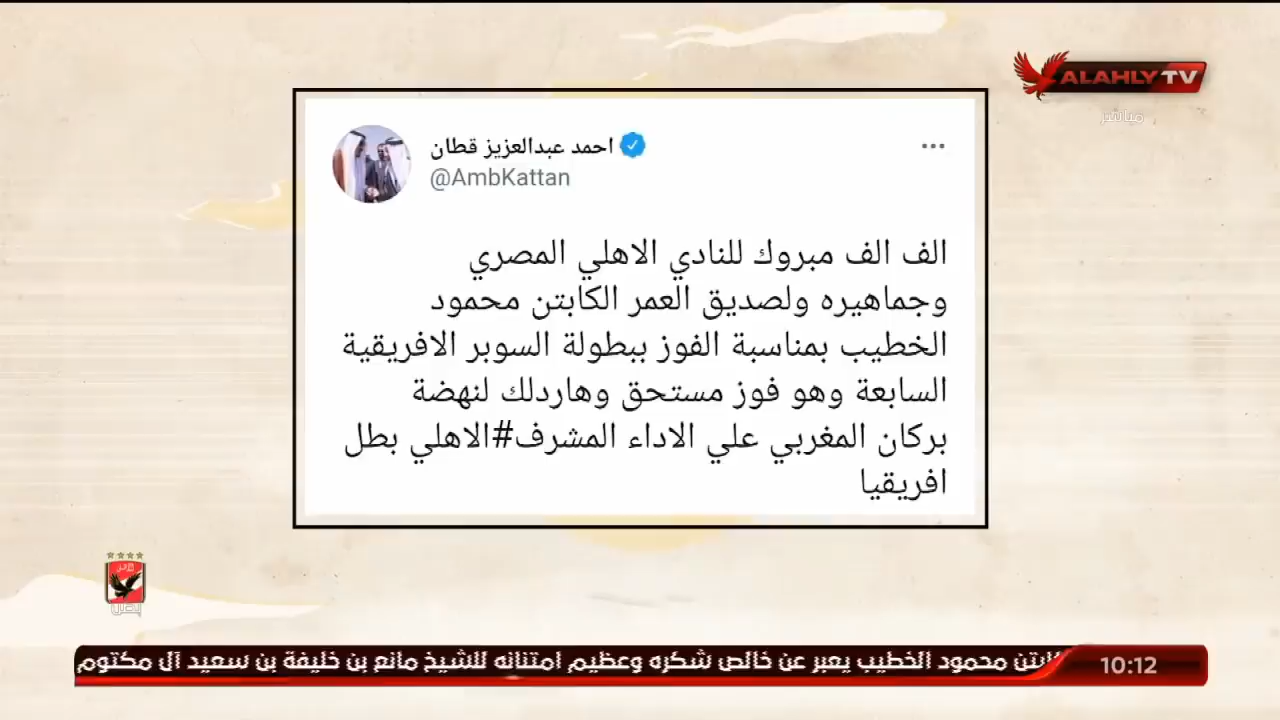 ALAHLY TV
مباشر
احمد عبدالعزيز قطان
@AmbKattan
الف الف مبروك للنادي الاهلي المصري
وجماهيره ولصديق العمر الكابتن محمود
الخطيب بمناسبة الفوز ببطولة السوبر الافريقية
السابعة وهو فوز مستحق وهاردلك لنهضة
بركان المغربي علي الاداء المشرف#الاهلي بطل
افريقيا
محمود الخطيب يعبر عن خالص شكره وعظيم امتنانه للشيخ مانع بن خليفة بن سعيد آل مكتوم
10:12